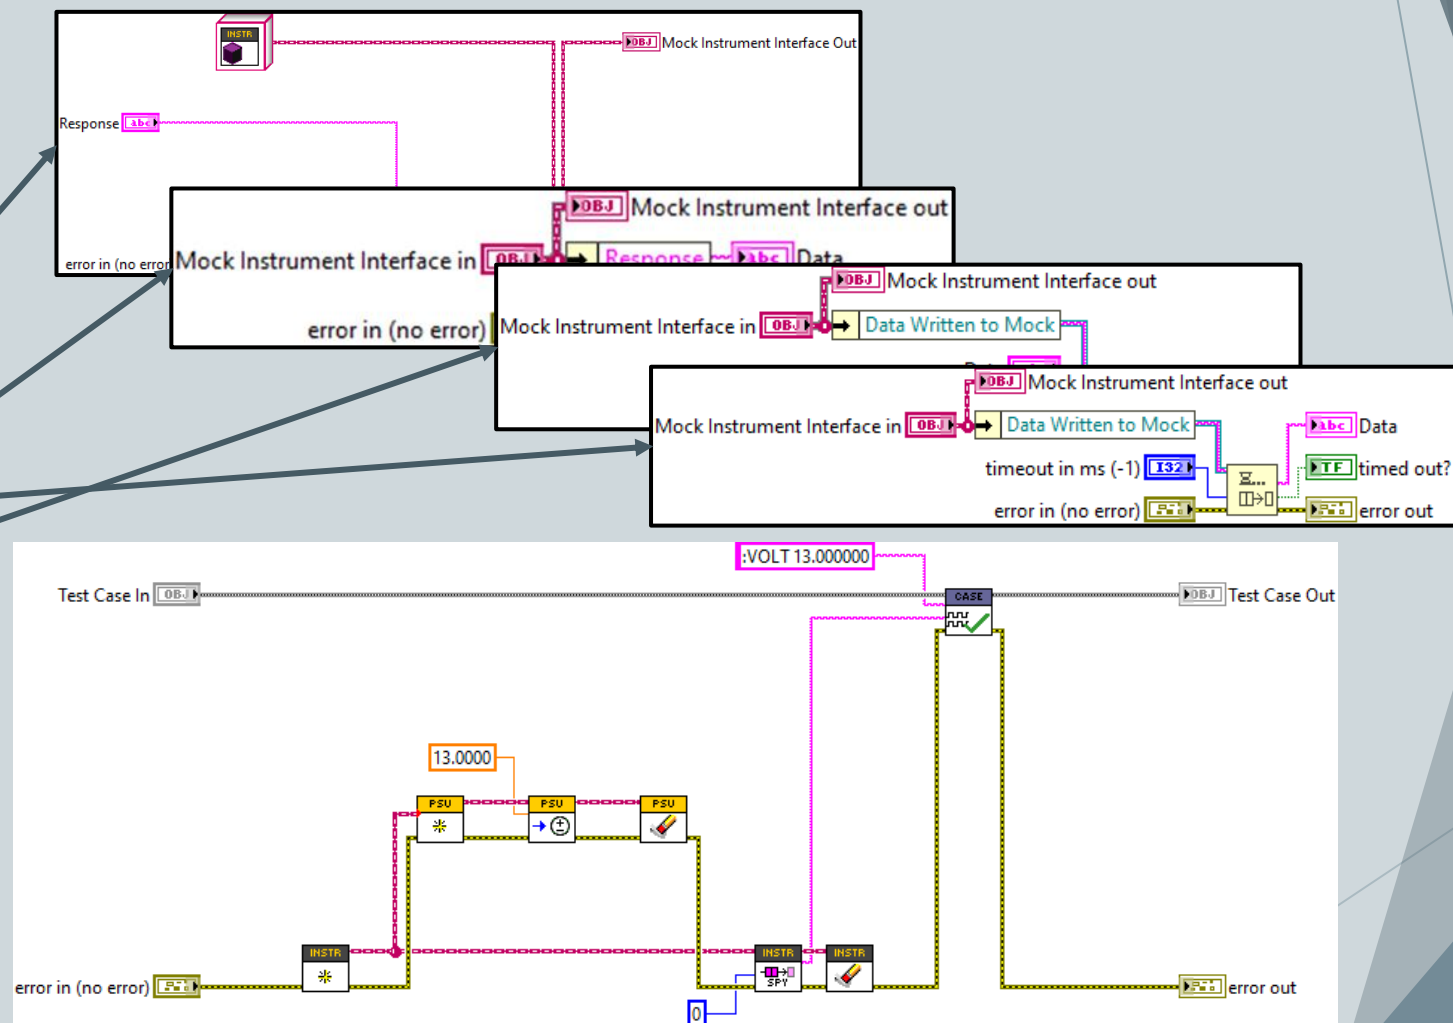 INSTR
OBJ Mock Instrument Interface Out
Response abc
error in (no error
OBJ Mock Instrument Interface out
Mock Instrument Interface in OBJ Response abc Data
error in (no error)
OBJ Mock Instrument Interface out
Mock Instrument Interface in OBJ Data Written to Mock
OBJ Mock Instrument Interface out
Mock Instrument Interface in OBJ Data Written to Mock abc Data
timeout in ms (-1) I32 TF timed out?
error in (no error) error out
:VOLT 13.000000
Test Case In OBJ CASE OBJ Test Case Out
13.0000
PSU PSU PSU
INSTR INSTR INSTR
SPY
error in (no error) error out
0